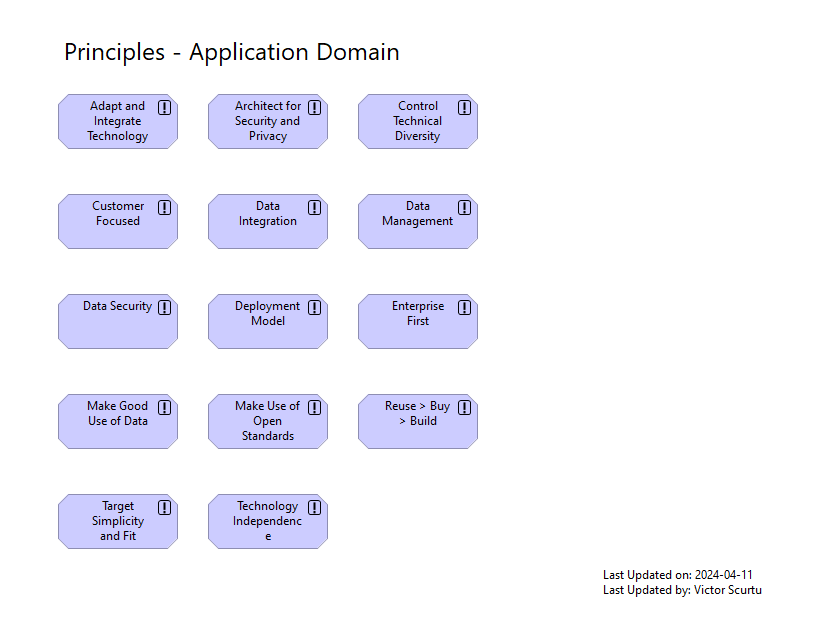 Principles - Application Domain
Adapt and
Integrate
Technology
Architect for
Security and
Privacy
Control
Technical
Diversity
Customer
Focused
Data
Integration
Data
Management
Data Security
Deployment
Model
Enterprise
First
Make Good
Use of Data
Make Use of
Open
Standards
Reuse > Buy
> Build
Target
Simplicity
and Fit
Technology
Independenc
e
Last Updated on: 2024-04-11
Last Updated by: Victor Scurtu